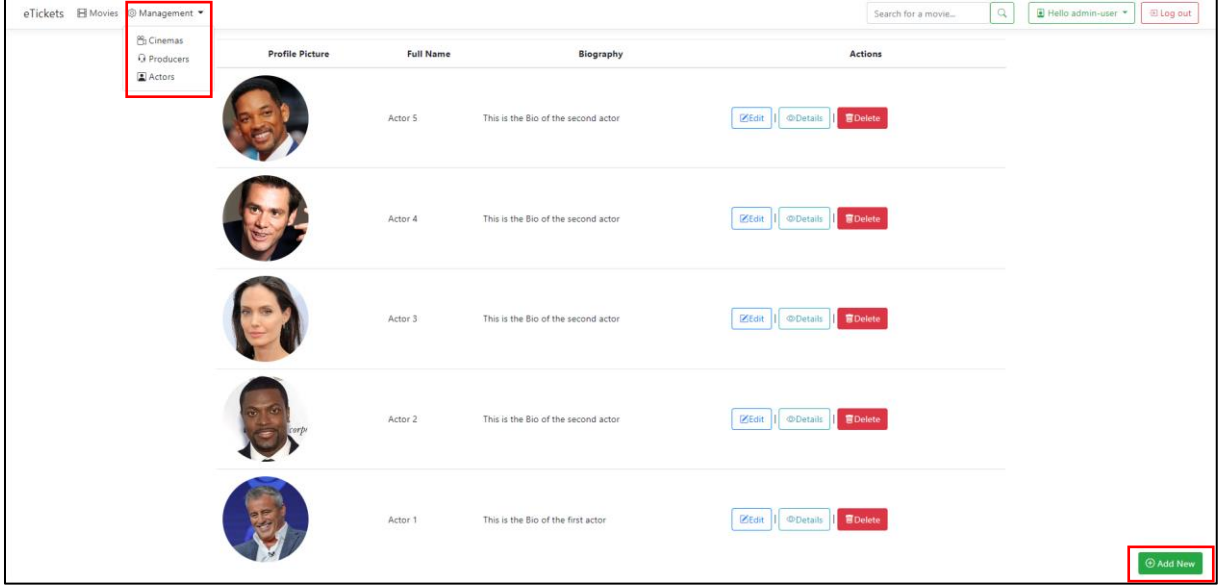 eTickets Movies Management Search for a movie... Hello admin-user Log out
Cinemas
Producers
Actors
Profile Picture Full Name Biography Actions
Actor 5 This is the Bio of the second actor Edit | Details | Delete
Actor 4 This is the Bio of the second actor Edit | Details | Delete
Actor 3 This is the Bio of the second actor Edit | Details | Delete
corpo
Actor 2 This is the Bio of the second actor Edit | Details | Delete
Actor 1 This is the Bio of the first actor Edit | Details | Delete
Add New